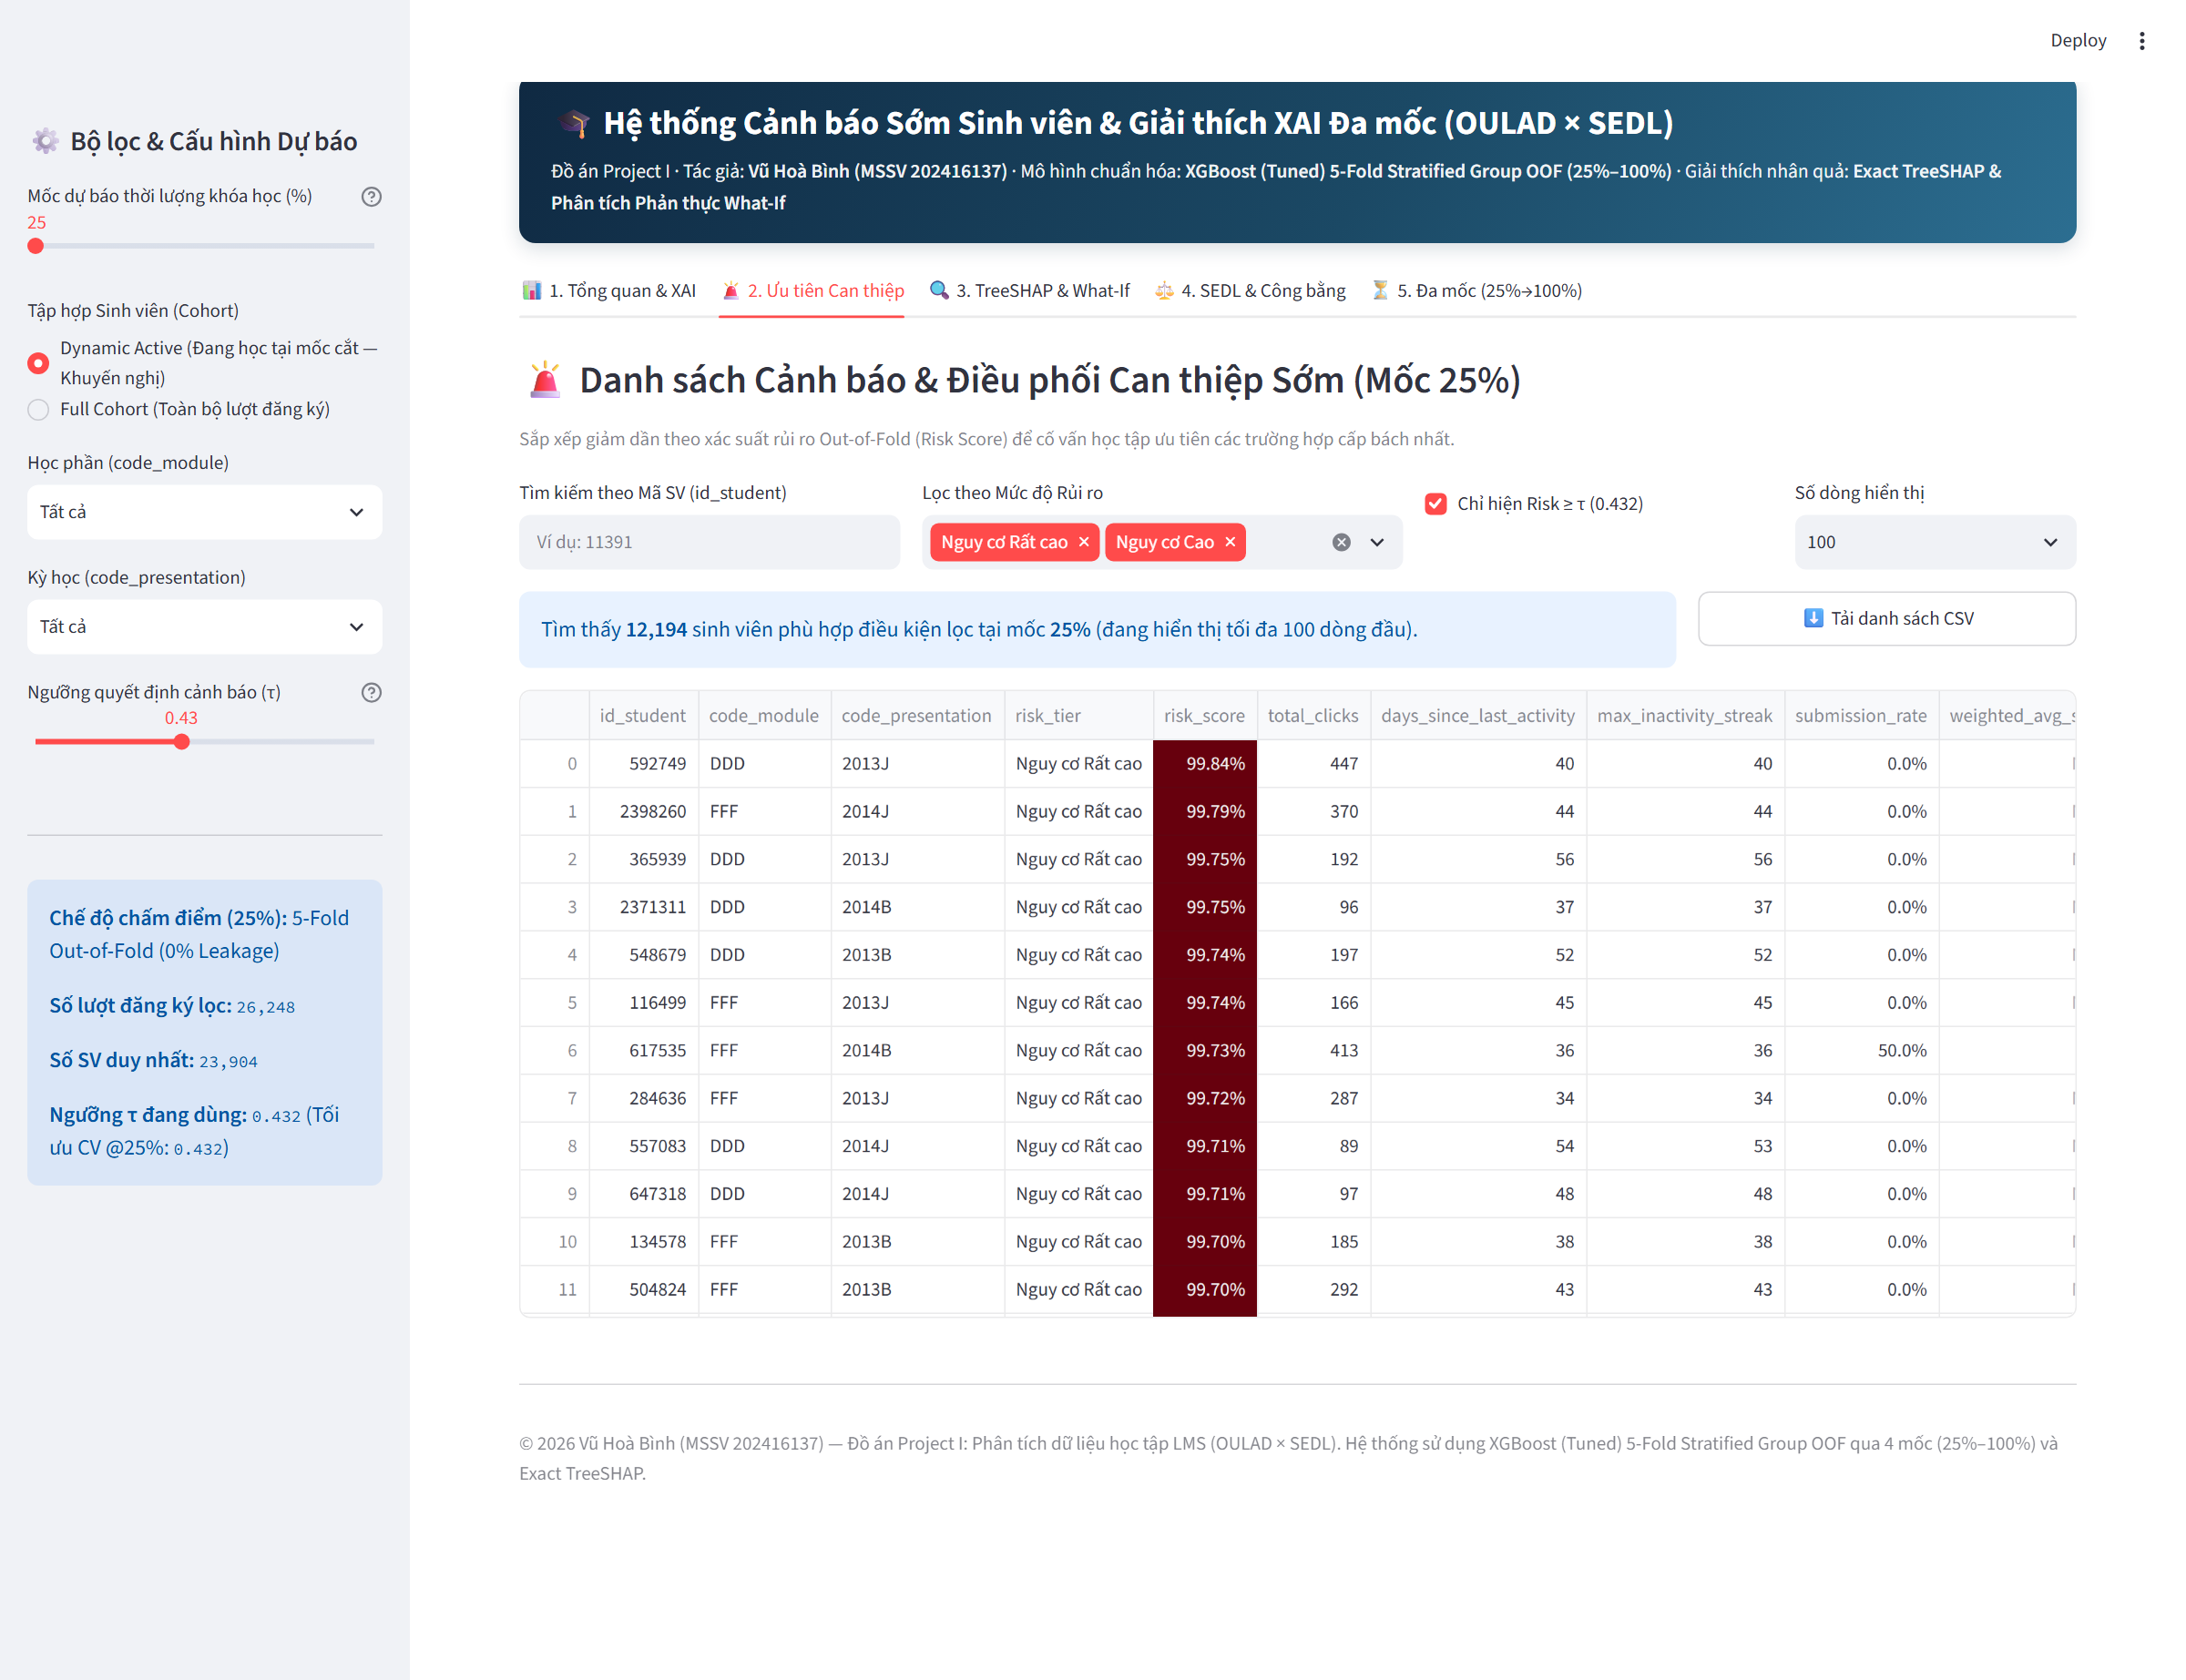 Deploy
Bộ lọc & Cấu hình Dự báo
Mốc dự báo thời lượng khóa học (%)
25
Tập hợp Sinh viên (Cohort)
Dynamic Active (Đang học tại mốc cắt —
Khuyến nghị)
Full Cohort (Toàn bộ lượt đăng ký)
Học phần (code_module)
Tất cả
Kỳ học (code_presentation)
Tất cả
Ngưỡng quyết định cảnh báo (τ)
0.43
Chế độ chấm điểm (25%): 5-Fold
Out-of-Fold (0% Leakage)
Số lượt đăng ký lọc: 26,248
Số SV duy nhất: 23,904
Ngưỡng τ đang dùng: 0.432 (Tối
ưu CV @25%: 0.432)
Hệ thống Cảnh báo Sớm Sinh viên & Giải thích XAI Đa mốc (OULAD × SEDL)
Đồ án Project I · Tác giả: Vũ Hoà Bình (MSSV 202416137) · Mô hình chuẩn hóa: XGBoost (Tuned) 5-Fold Stratified Group OOF (25%–100%) · Giải thích nhân quả: Exact TreeSHAP &
Phân tích Phản thực What-If
1. Tổng quan & XAI 2. Ưu tiên Can thiệp 3. TreeSHAP & What-If 4. SEDL & Công bằng 5. Đa mốc (25%→100%)
Danh sách Cảnh báo & Điều phối Can thiệp Sớm (Mốc 25%)
Sắp xếp giảm dần theo xác suất rủi ro Out-of-Fold (Risk Score) để cố vấn học tập ưu tiên các trường hợp cấp bách nhất.
Tìm kiếm theo Mã SV (id_student)
Ví dụ: 11391
Lọc theo Mức độ Rủi ro
Nguy cơ Rất cao Nguy cơ Cao
Chỉ hiện Risk ≥ τ (0.432)
Số dòng hiển thị
100
Tìm thấy 12,194 sinh viên phù hợp điều kiện lọc tại mốc 25% (đang hiển thị tối đa 100 dòng đầu).
Tải danh sách CSV
id_student code_module code_presentation risk_tier risk_score total_clicks days_since_last_activity max_inactivity_streak submission_rate weighted_avg_s
0 592749 DDD 2013J Nguy cơ Rất cao 99.84% 447 40 40 0.0%
1 2398260 FFF 2014J Nguy cơ Rất cao 99.79% 370 44 44 0.0%
2 365939 DDD 2013J Nguy cơ Rất cao 99.75% 192 56 56 0.0%
3 2371311 DDD 2014B Nguy cơ Rất cao 99.75% 96 37 37 0.0%
4 548679 DDD 2013B Nguy cơ Rất cao 99.74% 197 52 52 0.0%
5 116499 FFF 2013J Nguy cơ Rất cao 99.74% 166 45 45 0.0%
6 617535 FFF 2014B Nguy cơ Rất cao 99.73% 413 36 36 50.0%
7 284636 FFF 2013J Nguy cơ Rất cao 99.72% 287 34 34 0.0%
8 557083 DDD 2014J Nguy cơ Rất cao 99.71% 89 54 53 0.0%
9 647318 DDD 2014J Nguy cơ Rất cao 99.71% 97 48 48 0.0%
10 134578 FFF 2013B Nguy cơ Rất cao 99.70% 185 38 38 0.0%
11 504824 FFF 2013B Nguy cơ Rất cao 99.70% 292 43 43 0.0%
© 2026 Vũ Hoà Bình (MSSV 202416137) — Đồ án Project I: Phân tích dữ liệu học tập LMS (OULAD × SEDL). Hệ thống sử dụng XGBoost (Tuned) 5-Fold Stratified Group OOF qua 4 mốc (25%–100%) và
Exact TreeSHAP.